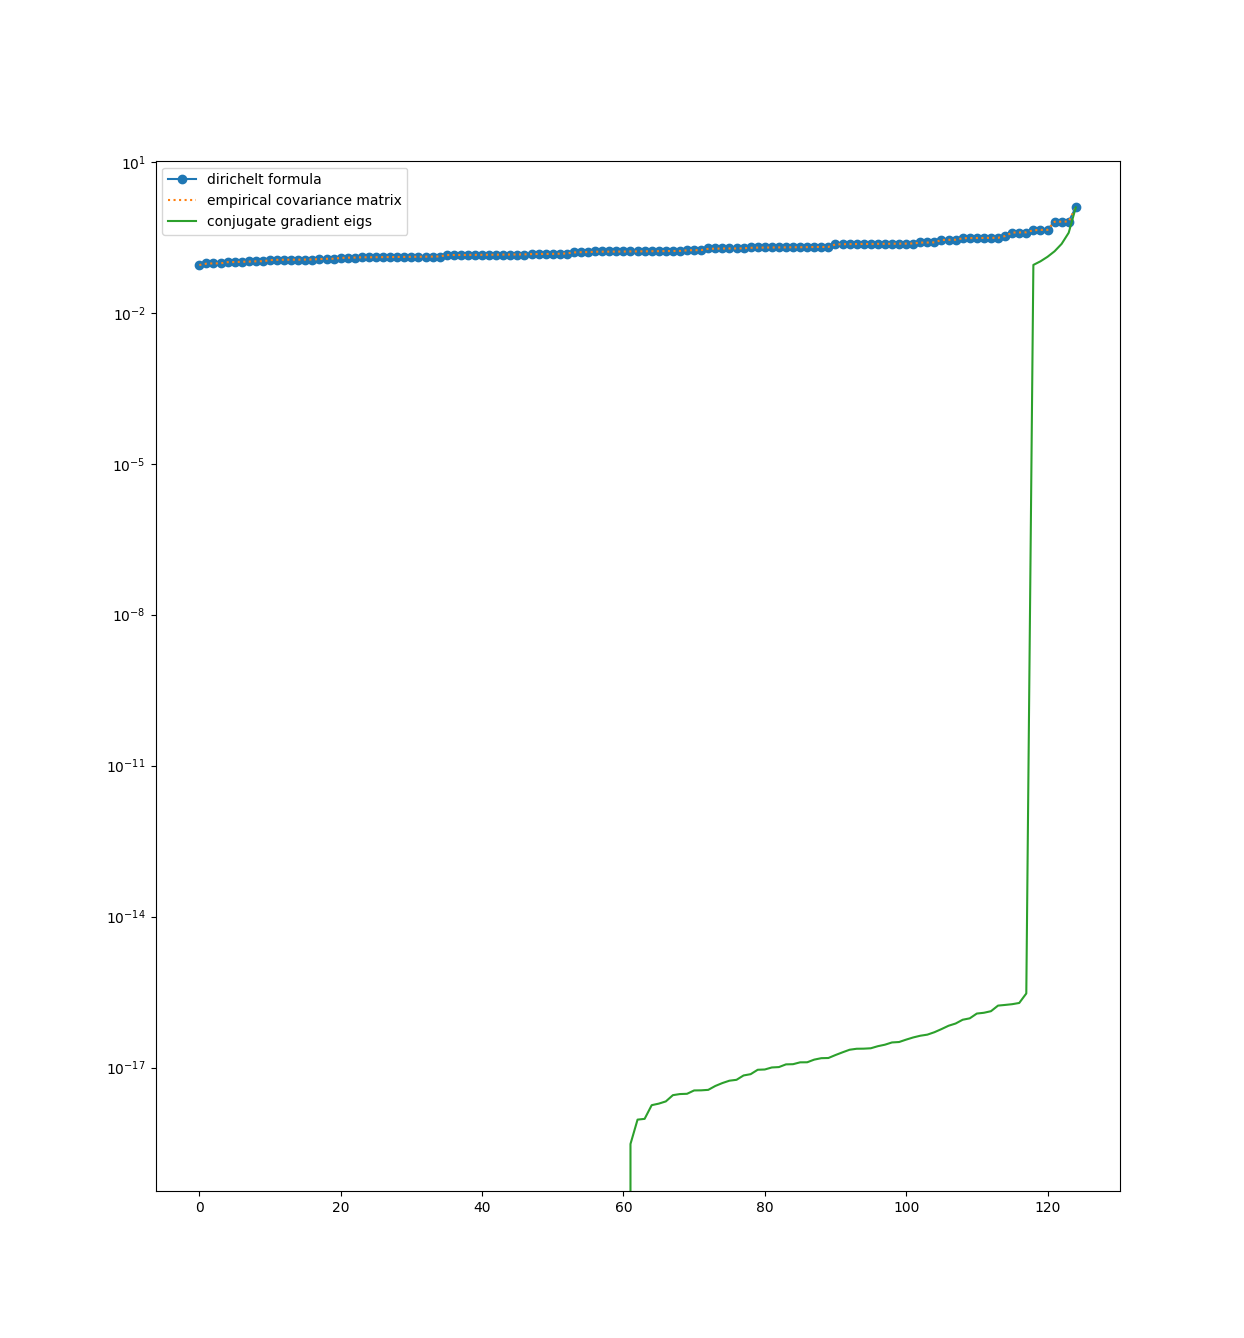 10^1
dirichelt formula
empirical covariance matrix
conjugate gradient eigs
10^-2
10^-5
10^-8
10^-11
10^-14
10^-17
0 20 40 60 80 100 120